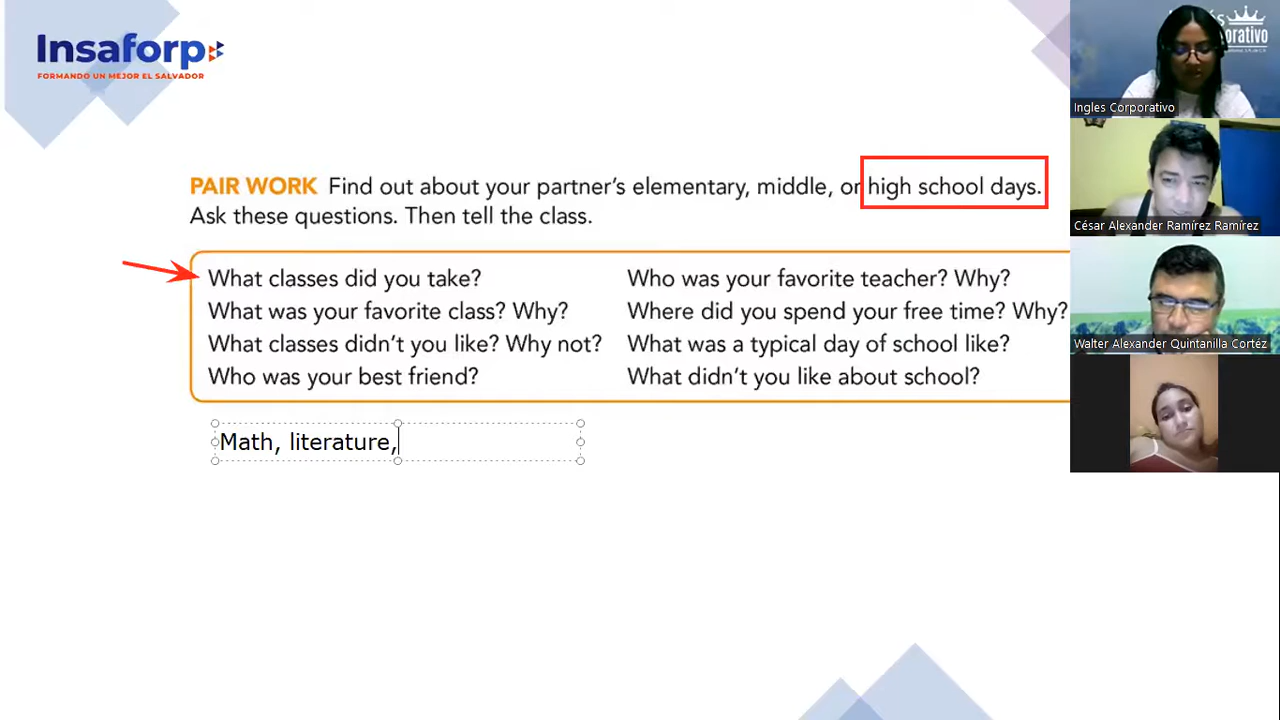 Insaforp
FORMANDO UN MEJOR EL SALVADOR
PAIR WORK Find out about your partner's elementary, middle, or high school days.
Ask these questions. Then tell the class.
What classes did you take?
What was your favorite class? Why?
What classes didn't you like? Why not?
Who was your best friend?
Who was your favorite teacher? Why?
Where did you spend your free time? Why?
What was a typical day of school like?
What didn't you like about school?
Math, literature,
Ingles Corporativo
César Alexander Ramírez Ramírez
Walter Alexander Quintanilla Cortéz